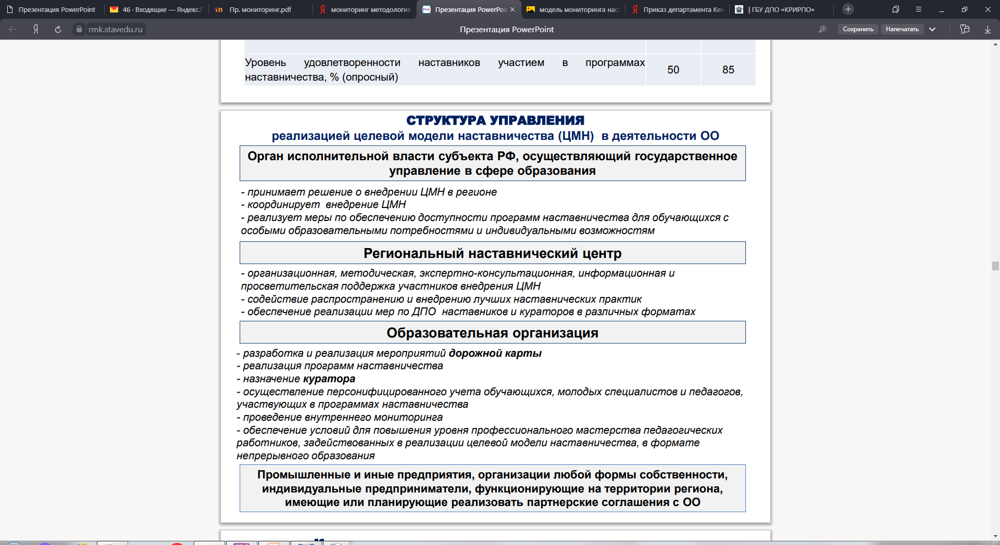 Презентация PowerPoint
46 · Входящие — Яндекс.
Пр. мониторинг.pdf
мониторинг методология
Презентация PowerPoi
модель мониторинга нас
Приказ департамента Ке
| ГБУ ДПО «КРИРПО»
rmk.stavedu.ru
Презентация PowerPoint
Сохранить
Напечатать
Уровень удовлетворенности наставников участием в программах
наставничества, % (опросный)
50
85
СТРУКТУРА УПРАВЛЕНИЯ
реализацией целевой модели наставничества (ЦМН) в деятельности ОО
Орган исполнительной власти субъекта РФ, осуществляющий государственное
управление в сфере образования
- принимает решение о внедрении ЦМН в регионе
- координирует внедрение ЦМН
- реализует меры по обеспечению доступности программ наставничества для обучающихся с
особыми образовательными потребностями и индивидуальными возможностям
Региональный наставнический центр
- организационная, методическая, экспертно-консультационная, информационная и
просветительская поддержка участников внедрения ЦМН
- содействие распространению и внедрению лучших наставнических практик
- обеспечение реализации мер по ДПО наставников и кураторов в различных форматах
Образовательная организация
- разработка и реализация мероприятий дорожной карты
- реализация программ наставничества
- назначение куратора
- осуществление персонифицированного учета обучающихся, молодых специалистов и педагогов,
участвующих в программах наставничества
- проведение внутреннего мониторинга
- обеспечение условий для повышения уровня профессионального мастерства педагогических
работников, задействованных в реализации целевой модели наставничества, в формате
непрерывного образования
Промышленные и иные предприятия, организации любой формы собственности,
индивидуальные предприниматели, функционирующие на территории региона,
имеющие или планирующие реализовать партнерские соглашения с ОО